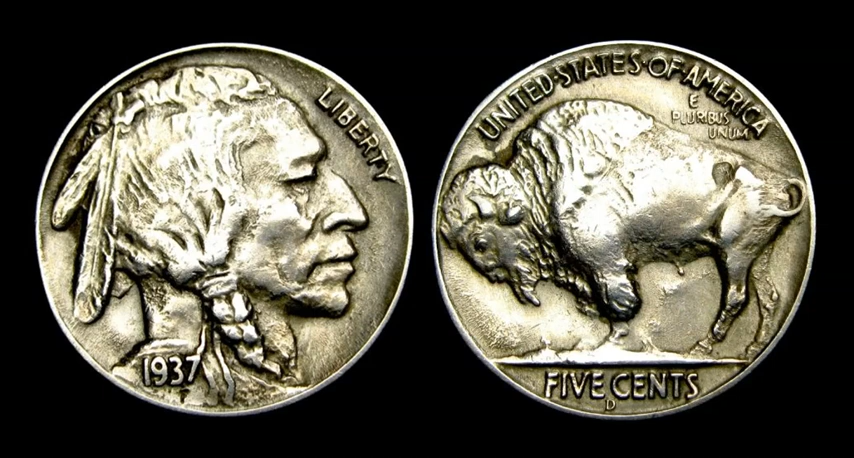 LIBERTY
1937
F
UNITED·STATES·OF·AMERICA
E
PLURIBUS
UNUM
FIVE CENTS
D